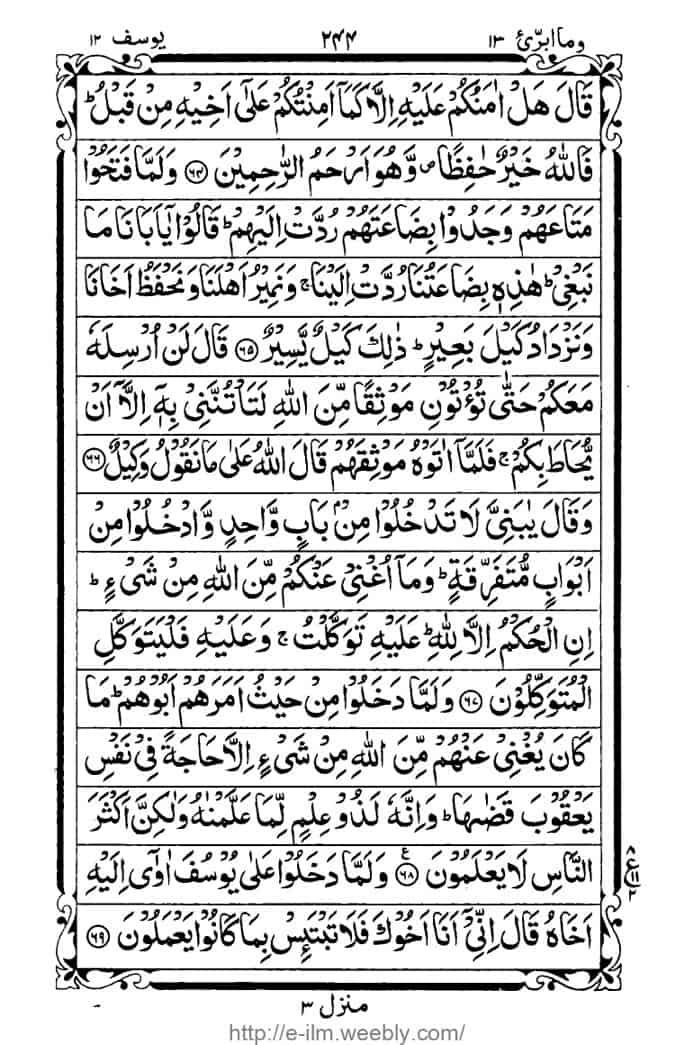 وما ابرّئ ١٣ ٢٤٤ يوسف ١٢
قَالَ هَلْ اٰمَنُكُمْ عَلَيْهِ اِلَّا كَمَآ اَمِنْتُكُمْ عَلٰٓى اَخِيْهِ مِنْ قَبْلُ ؕ
فَاللّٰهُ خَيْرٌ حٰفِظًا ۪ وَّهُوَ اَرْحَمُ الرّٰحِمِيْنَ ﴿٦٤﴾ وَلَمَّا فَتَحُوْا
مَتَاعَهُمْ وَجَدُوْا بِضَاعَتَهُمْ رُدَّتْ اِلَيْهِمْ ؕ قَالُوْا يٰٓاَبَانَا مَا
نَبْغِىْ ؕ هٰذِهٖ بِضَاعَتُنَا رُدَّتْ اِلَيْنَا ۚ وَنَمِيْرُ اَهْلَنَا وَنَحْفَظُ اَخَانَا
وَنَزْدَادُ كَيْلَ بَعِيْرٍ ؕ ذٰلِكَ كَيْلٌ يَّسِيْرٌ ﴿٦٥﴾ قَالَ لَنْ اُرْسِلَهٗ
مَعَكُمْ حَتّٰى تُؤْتُوْنِ مَوْثِقًا مِّنَ اللّٰهِ لَتَاْتُنَّنِىْ بِهٖٓ اِلَّآ اَنْ
يُّحَاطَ بِكُمْ ۚ فَلَمَّآ اٰتَوْهُ مَوْثِقَهُمْ قَالَ اللّٰهُ عَلٰى مَا نَقُوْلُ وَكِيْلٌ ﴿٦٦﴾
وَقَالَ يٰبَنِىَّ لَا تَدْخُلُوْا مِنْۢ بَابٍ وَّاحِدٍ وَّادْخُلُوْا مِنْ
اَبْوَابٍ مُّتَفَرِّقَةٍ ؕ وَمَآ اُغْنِىْ عَنْكُمْ مِّنَ اللّٰهِ مِنْ شَىْءٍ ؕ
اِنِ الْحُكْمُ اِلَّا لِلّٰهِ ؕ عَلَيْهِ تَوَكَّلْتُ ۚ وَعَلَيْهِ فَلْيَتَوَكَّلِ
الْمُتَوَكِّلُوْنَ ﴿٦٧﴾ وَلَمَّا دَخَلُوْا مِنْ حَيْثُ اَمَرَهُمْ اَبُوْهُمْ ؕ مَا
كَانَ يُغْنِىْ عَنْهُمْ مِّنَ اللّٰهِ مِنْ شَىْءٍ اِلَّا حَاجَةً فِىْ نَفْسِ
يَعْقُوْبَ قَضٰىهَا ؕ وَاِنَّهٗ لَذُوْ عِلْمٍ لِّمَا عَلَّمْنٰهُ وَلٰكِنَّ اَكْثَرَ
النَّاسِ لَا يَعْلَمُوْنَ ﴿٦٨﴾ وَلَمَّا دَخَلُوْا عَلٰى يُوْسُفَ اٰوٰٓى اِلَيْهِ
٨
ع ١١
٢
اَخَاهُ قَالَ اِنِّىْٓ اَنَا اَخُوْكَ فَلَا تَبْتَئِسْ بِمَا كَانُوْا يَعْمَلُوْنَ ﴿٦٩﴾
منزل ٣
http://e-ilm.weebly.com/